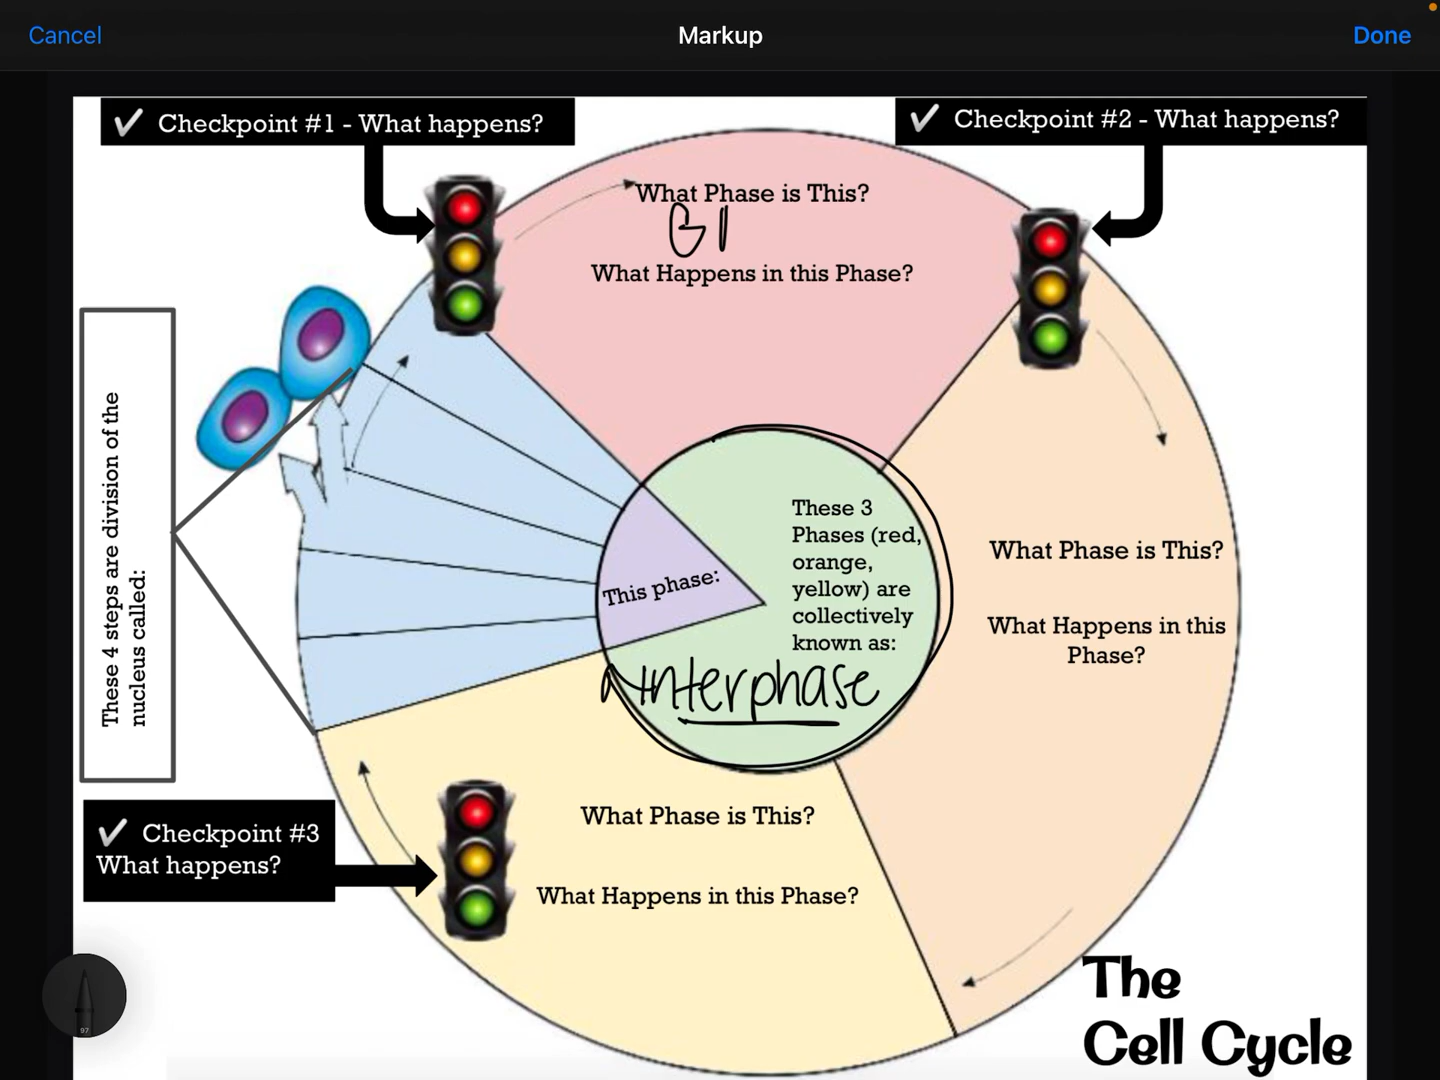 Cancel
Markup
Done
✔ Checkpoint #1 - What happens?
✔ Checkpoint #2 - What happens?
What Phase is This?
G1
What Happens in this Phase?
These 4 steps are division of the
nucleus called:
This phase:
These 3
Phases (red,
orange,
yellow) are
collectively
known as:
interphase
What Phase is This?
What Happens in this
Phase?
✔ Checkpoint #3
What happens?
What Phase is This?
What Happens in this Phase?
97
The
Cell Cycle